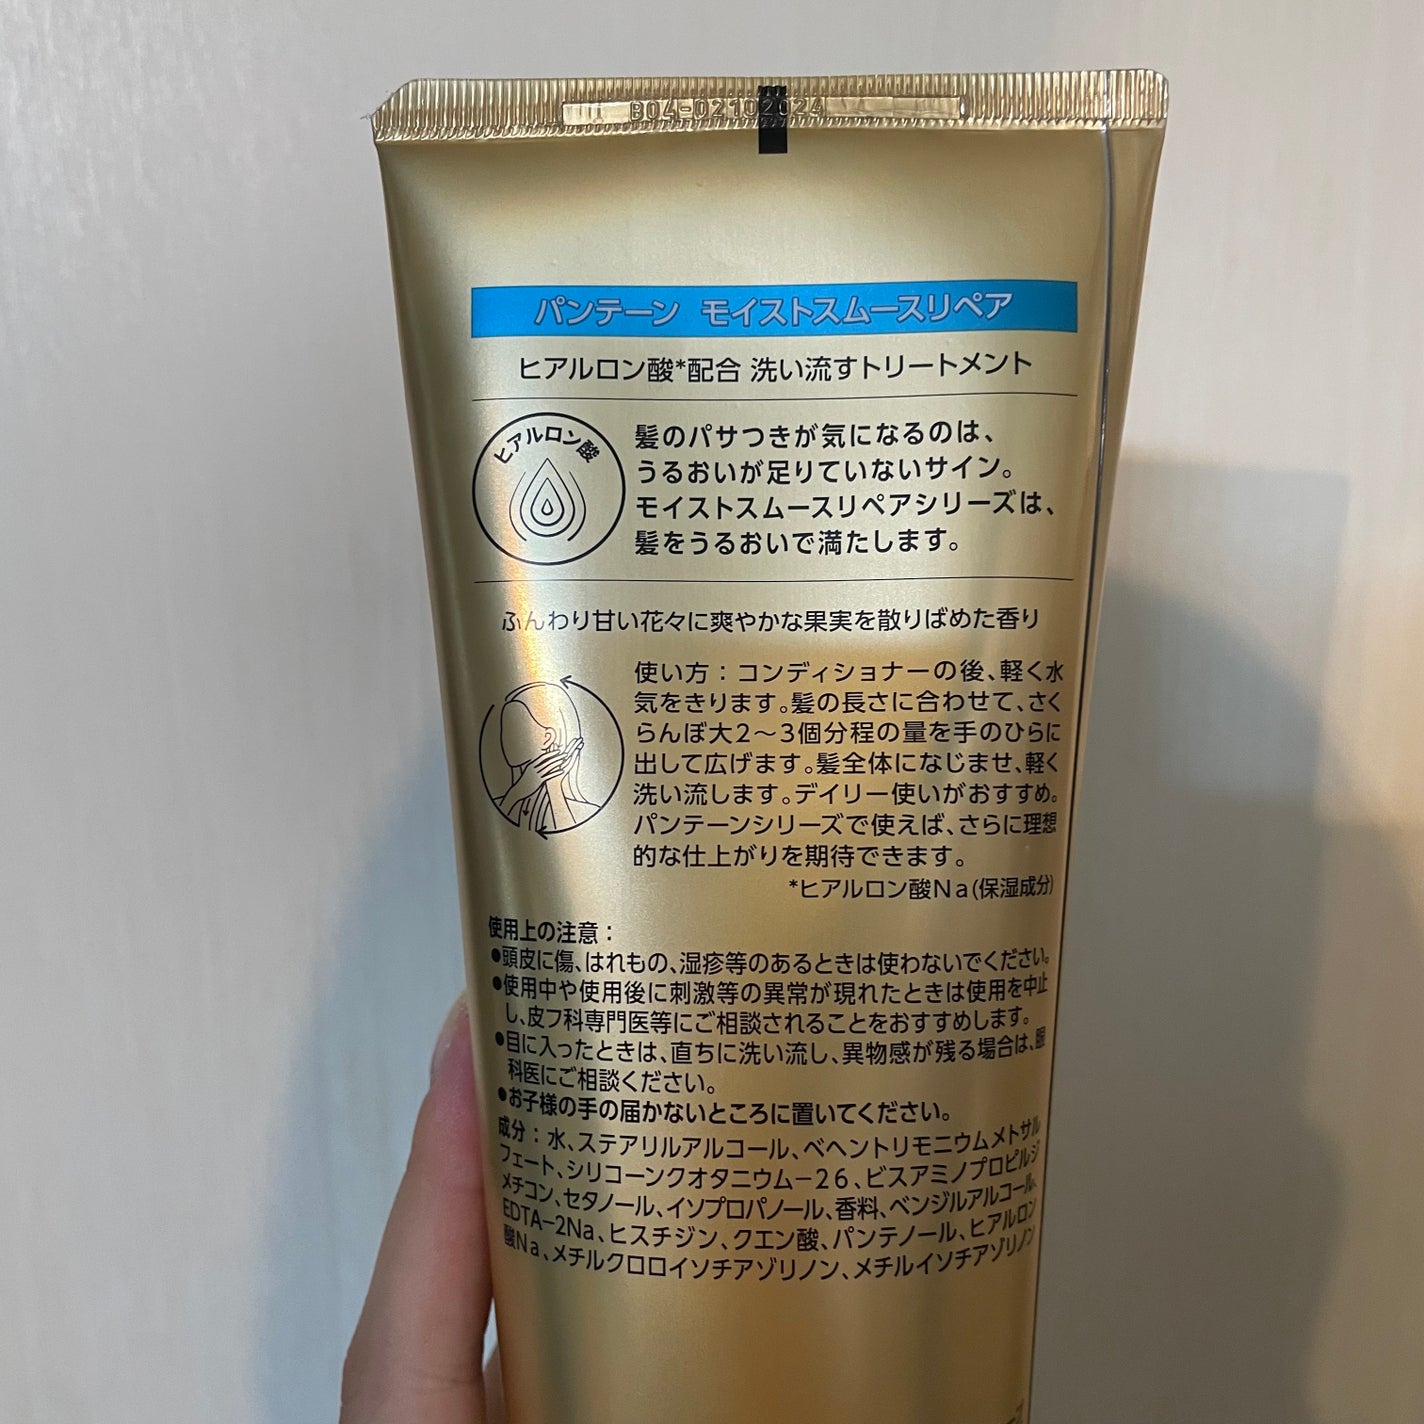 B04-02102024
パンテーン モイストスムースリペア
ヒアルロン酸*配合 洗い流すトリートメント
ヒアルロン酸
髪のパサつきが気になるのは、
うるおいが足りていないサイン。
モイストスムースリペアシリーズは、
髪をうるおいで満たします。
ふんわり甘い花々に爽やかな果実を散りばめた香り
使い方：コンディショナーの後、軽く水
気をきります。髪の長さに合わせて、さく
らんぼ大2～3個分程の量を手のひらに
出して広げます。髪全体になじませ、軽く
洗い流します。デイリー使いがおすすめ。
パンテーンシリーズで使えば、さらに理想
的な仕上がりを期待できます。
*ヒアルロン酸Na(保湿成分)
使用上の注意：
●頭皮に傷、はれもの、湿疹等のあるときは使わないでください。
●使用中や使用後に刺激等の異常が現れたときは使用を中止
し、皮フ科専門医等にご相談されることをおすすめします。
●目に入ったときは、直ちに洗い流し、異物感が残る場合は、眼
科医にご相談ください。
●お子様の手の届かないところに置いてください。
成分：水、ステアリルアルコール、ベヘントリモニウムメトサル
フェート、シリコーンクオタニウム－26、ビスアミノプロピルジ
メチコン、セタノール、イソプロパノール、香料、ベンジルアルコール、
EDTA－2Na、ヒスチジン、クエン酸、パンテノール、ヒアルロン
酸Na、メチルクロロイソチアゾリノン、メチルイソチアゾリノン